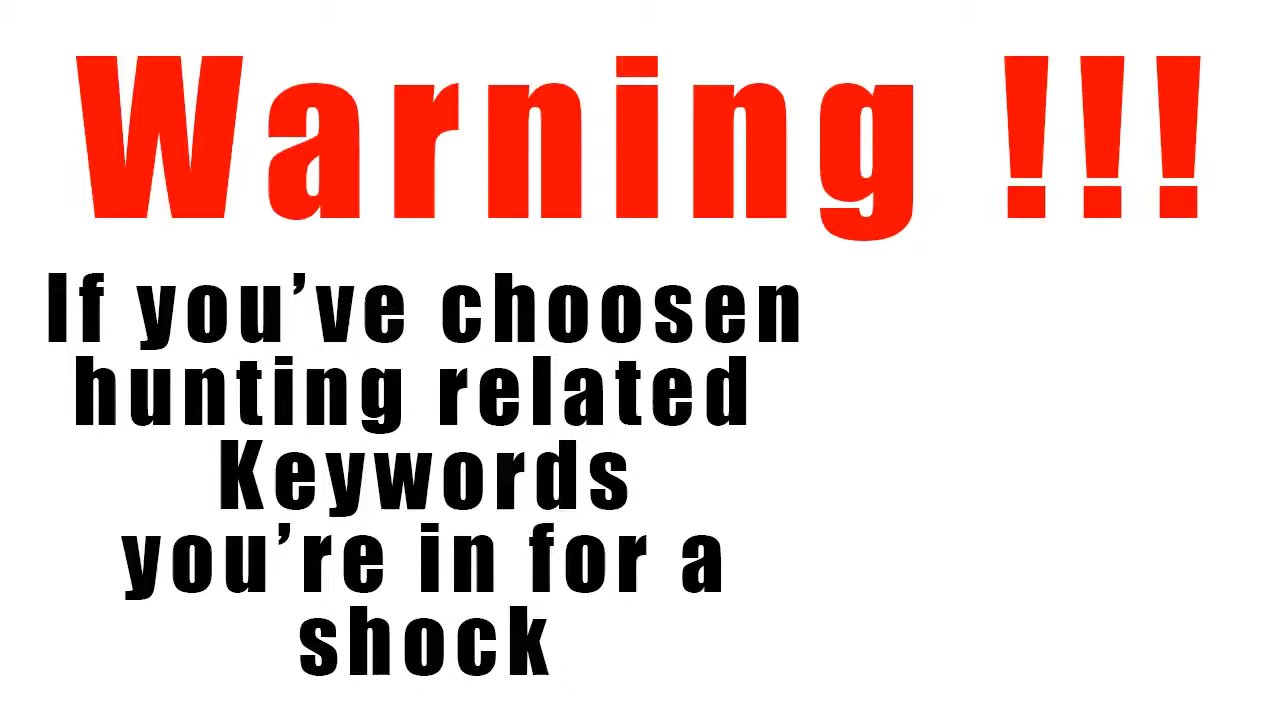 Warning !!!
If you’ve choosen
hunting related
Keywords
you’re in for a
shock